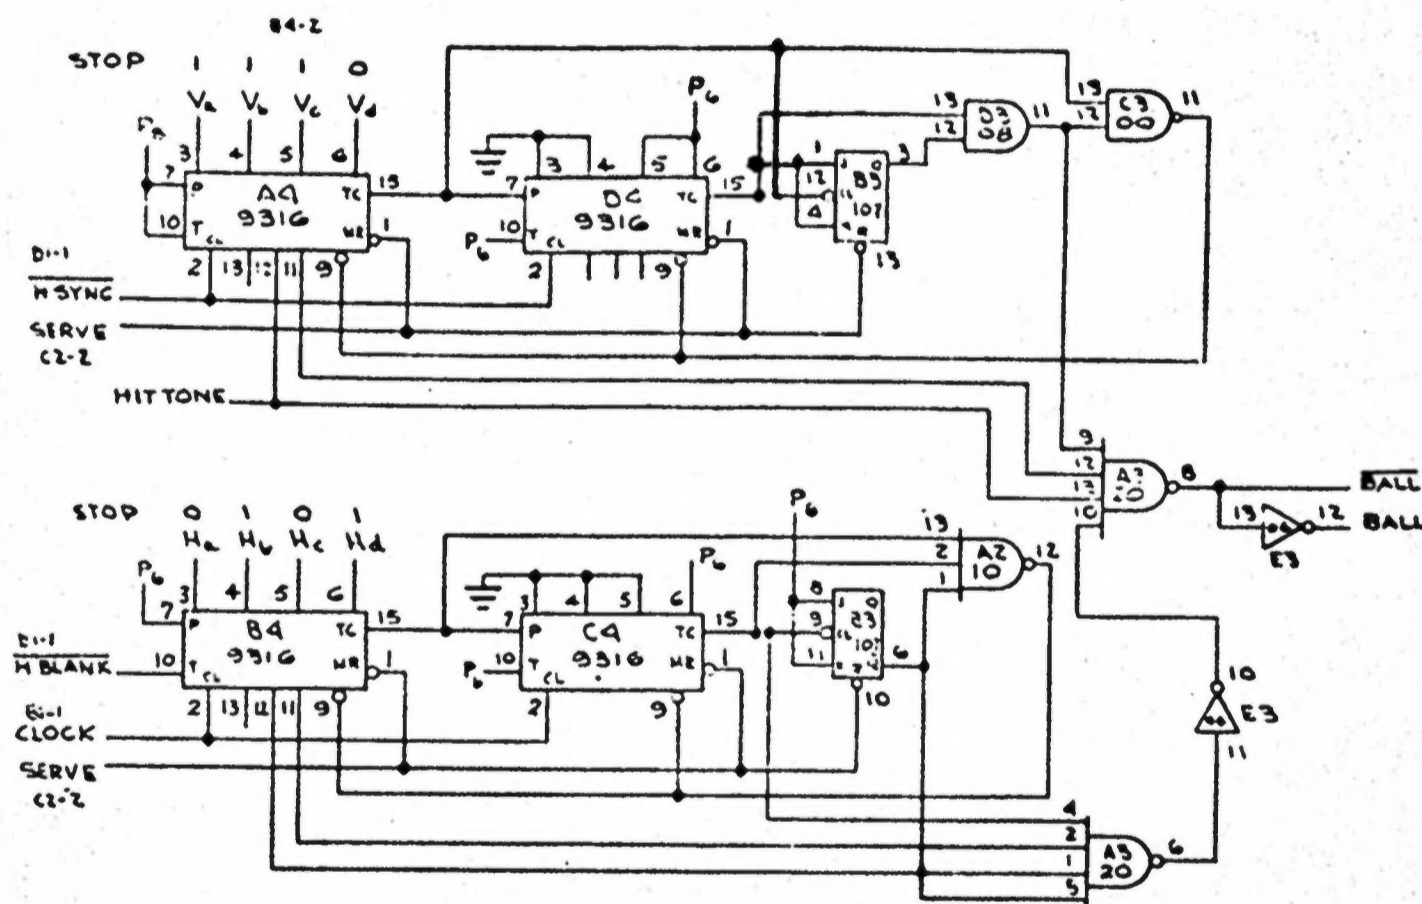 B4-2
STOP 1 1 1 0
Va Vb Vc Vd
P6
3 4 5 6
7 P A4 TC 15
9316
10 T CL MR 1
2 13 12 11 9
P6
3 4 5 6
7 P D4 TC 15
9316
P6 10 T CL MR 1
2 9
1 J Q 3
12 CL B3
4 K R 107
13
13 D3 11
12 08
13 C3 11
12 00
H SYNC
SERVE
C2-2
HIT TONE
9
12 A3 8
13 20
10
BALL
13 12 BALL
E3
STOP 0 1 0 1
Ha Hb Hc Hd
P6
3 4 5 6
7 P B4 TC 15
9316
H BLANK 10 T CL MR 1
2 13 12 11 9
CLOCK
SERVE
C2-2
P6
3 4 5 6
7 P C4 TC 15
9316
P6 10 T CL MR 1
2 9
P6
8 J Q
9 CL 107
11 6
10
13
2 A2 12
1 10
10
E3
11
4
2
1 A3 6
5 20